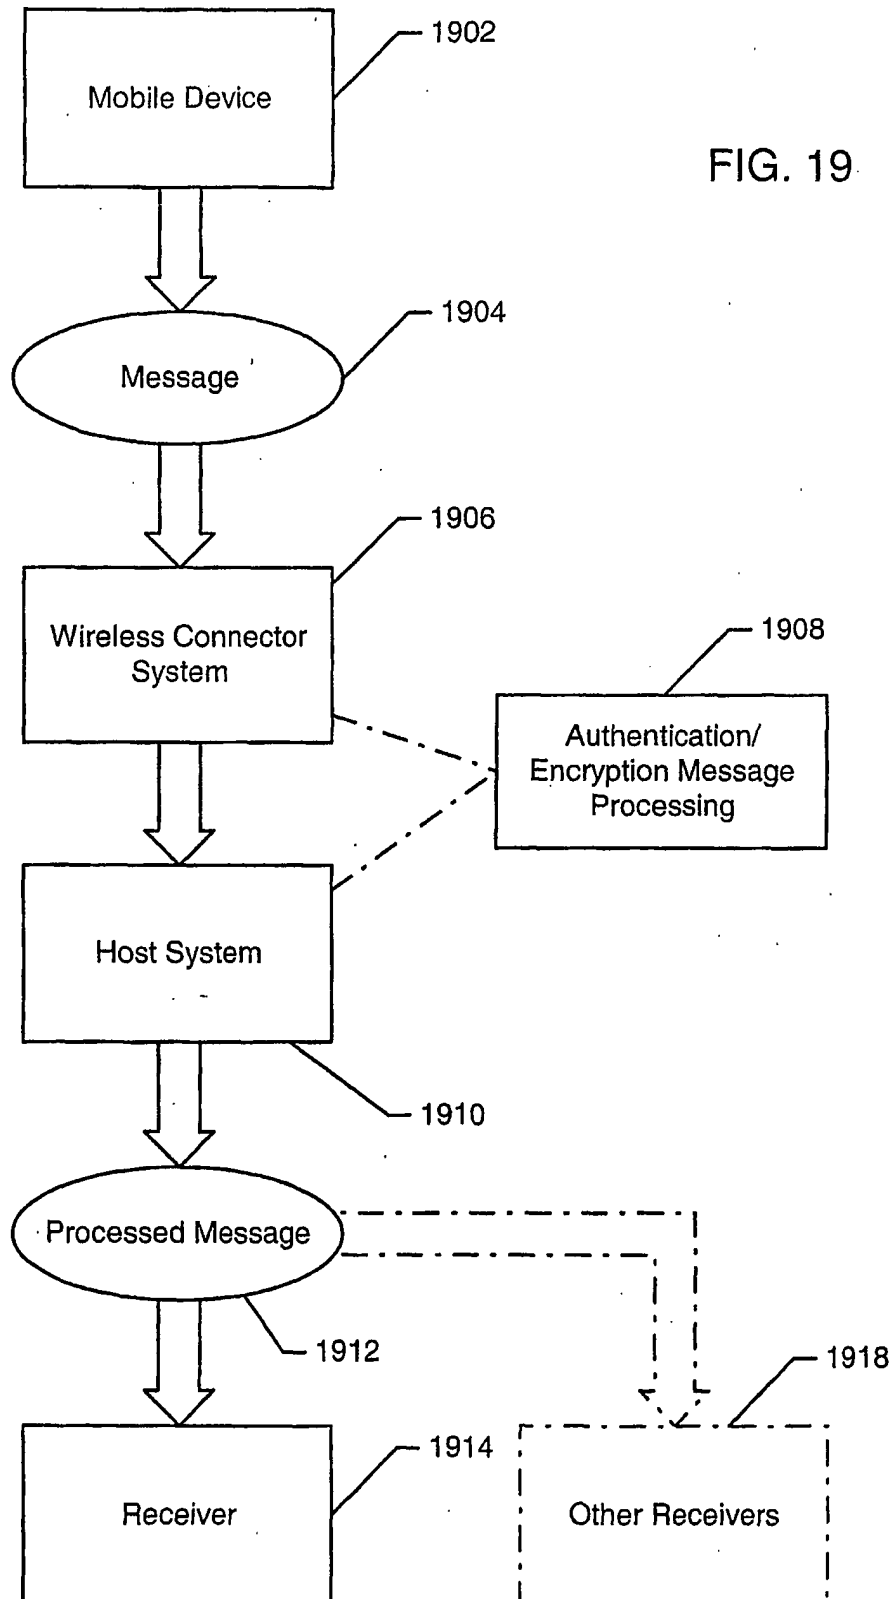 1902
Mobile Device
FIG. 19
1904
Message
1906
Wireless Connector
System
1908
Authentication/
Encryption Message
Processing
Host System
1910
Processed Message
1912
1918
1914
Receiver
Other Receivers